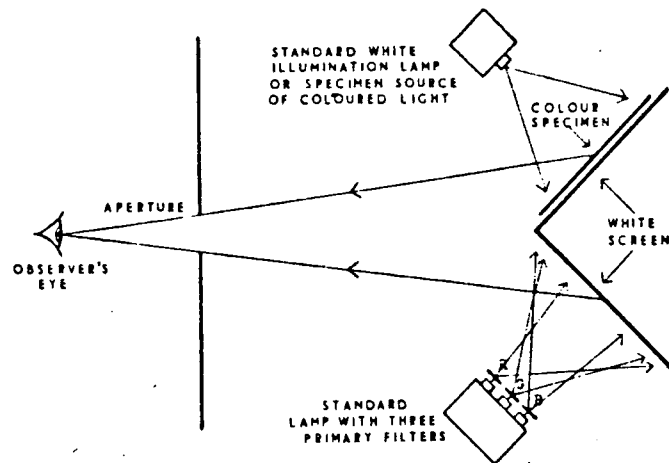 STANDARD WHITE
ILLUMINATION LAMP
OR SPECIMEN SOURCE
OF COLOURED LIGHT
COLOUR
SPECIMEN
APERTURE
WHITE
SCREEN
OBSERVER'S
EYE
R
G
B
STANDARD
LAMP WITH THREE
PRIMARY FILTERS